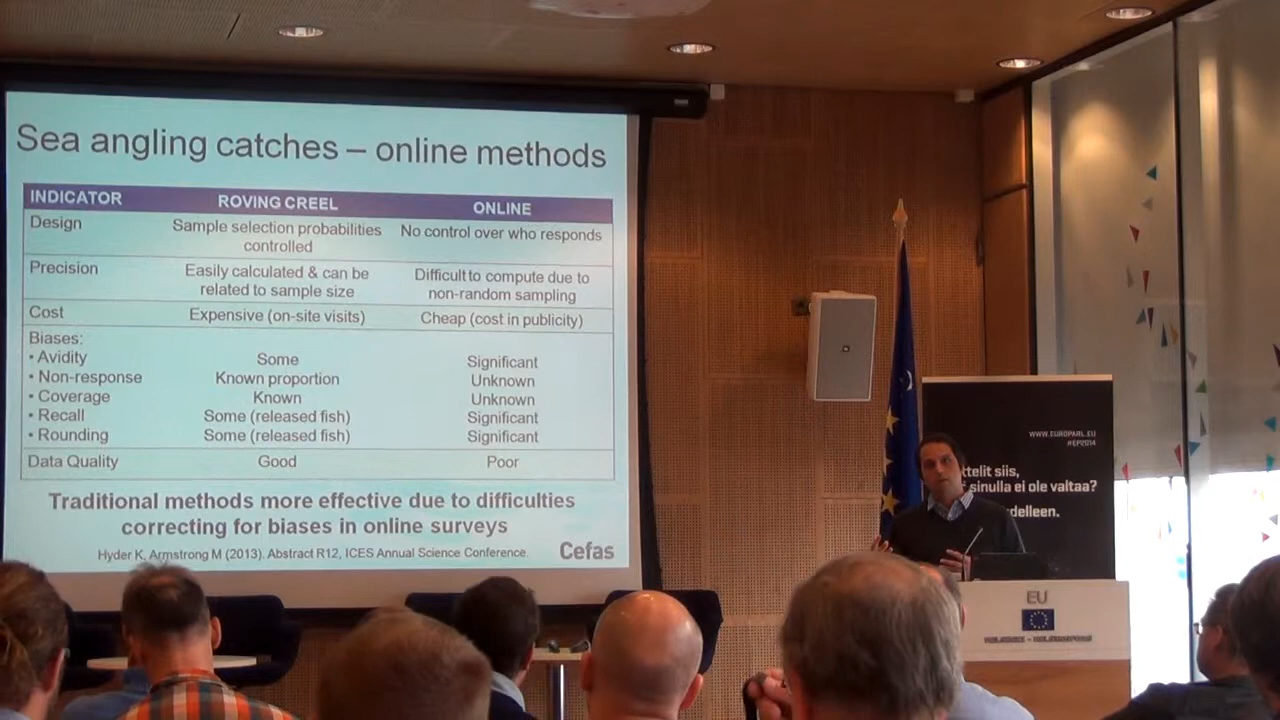 Sea angling catches – online methods
INDICATOR ROVING CREEL ONLINE
Design Sample selection probabilities controlled No control over who responds
Precision Easily calculated & can be related to sample size Difficult to compute due to non-random sampling
Cost Expensive (on-site visits) Cheap (cost in publicity)
Biases:
• Avidity Some Significant
• Non-response Known proportion Unknown
• Coverage Known Unknown
• Recall Some (released fish) Significant
• Rounding Some (released fish) Significant
Data Quality Good Poor
Traditional methods more effective due to difficulties
correcting for biases in online surveys
Hyder K, Armstrong M (2013). Abstract R12, ICES Annual Science Conference.
Cefas
WWW.EUROPARL.EU
#EP2014
ttelit siis,
sinulla ei ole valtaa?
delleen.
EU
HELSINKI – HELSINGFORS